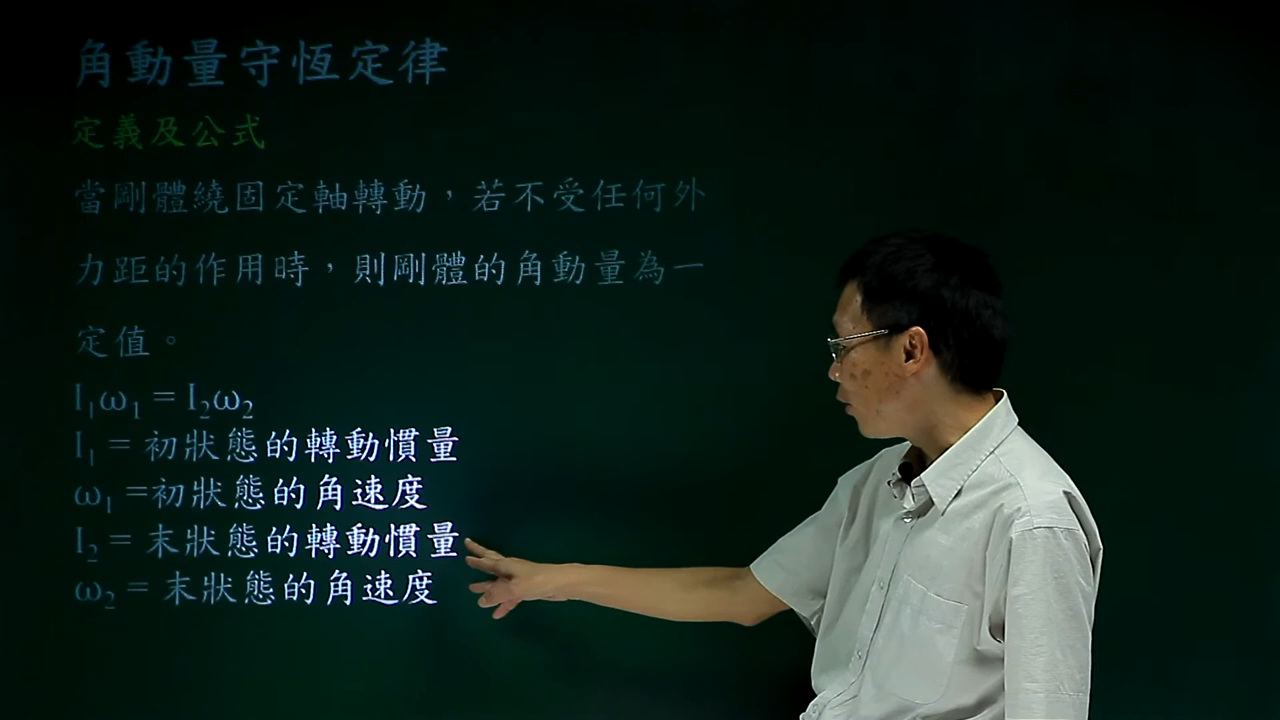 角動量守恆定律
定義及公式
當剛體繞固定軸轉動，若不受任何外
力距的作用時，則剛體的角動量為一
定值。
I₁ω₁ = I₂ω₂
I₁ = 初狀態的轉動慣量
ω₁ =初狀態的角速度
I₂ = 末狀態的轉動慣量
ω₂ = 末狀態的角速度